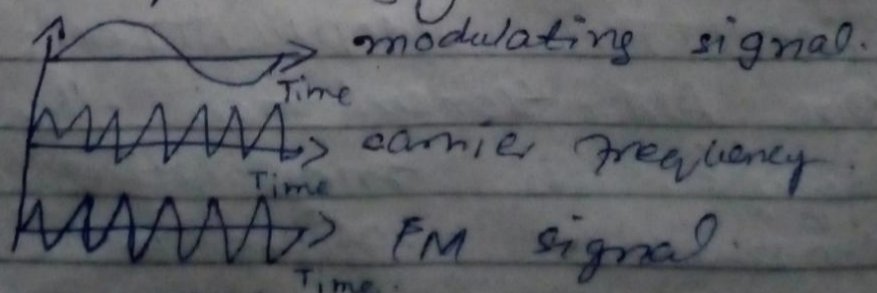 modulating signal.
Time
carrier frequency.
Time
FM signal.
Time.